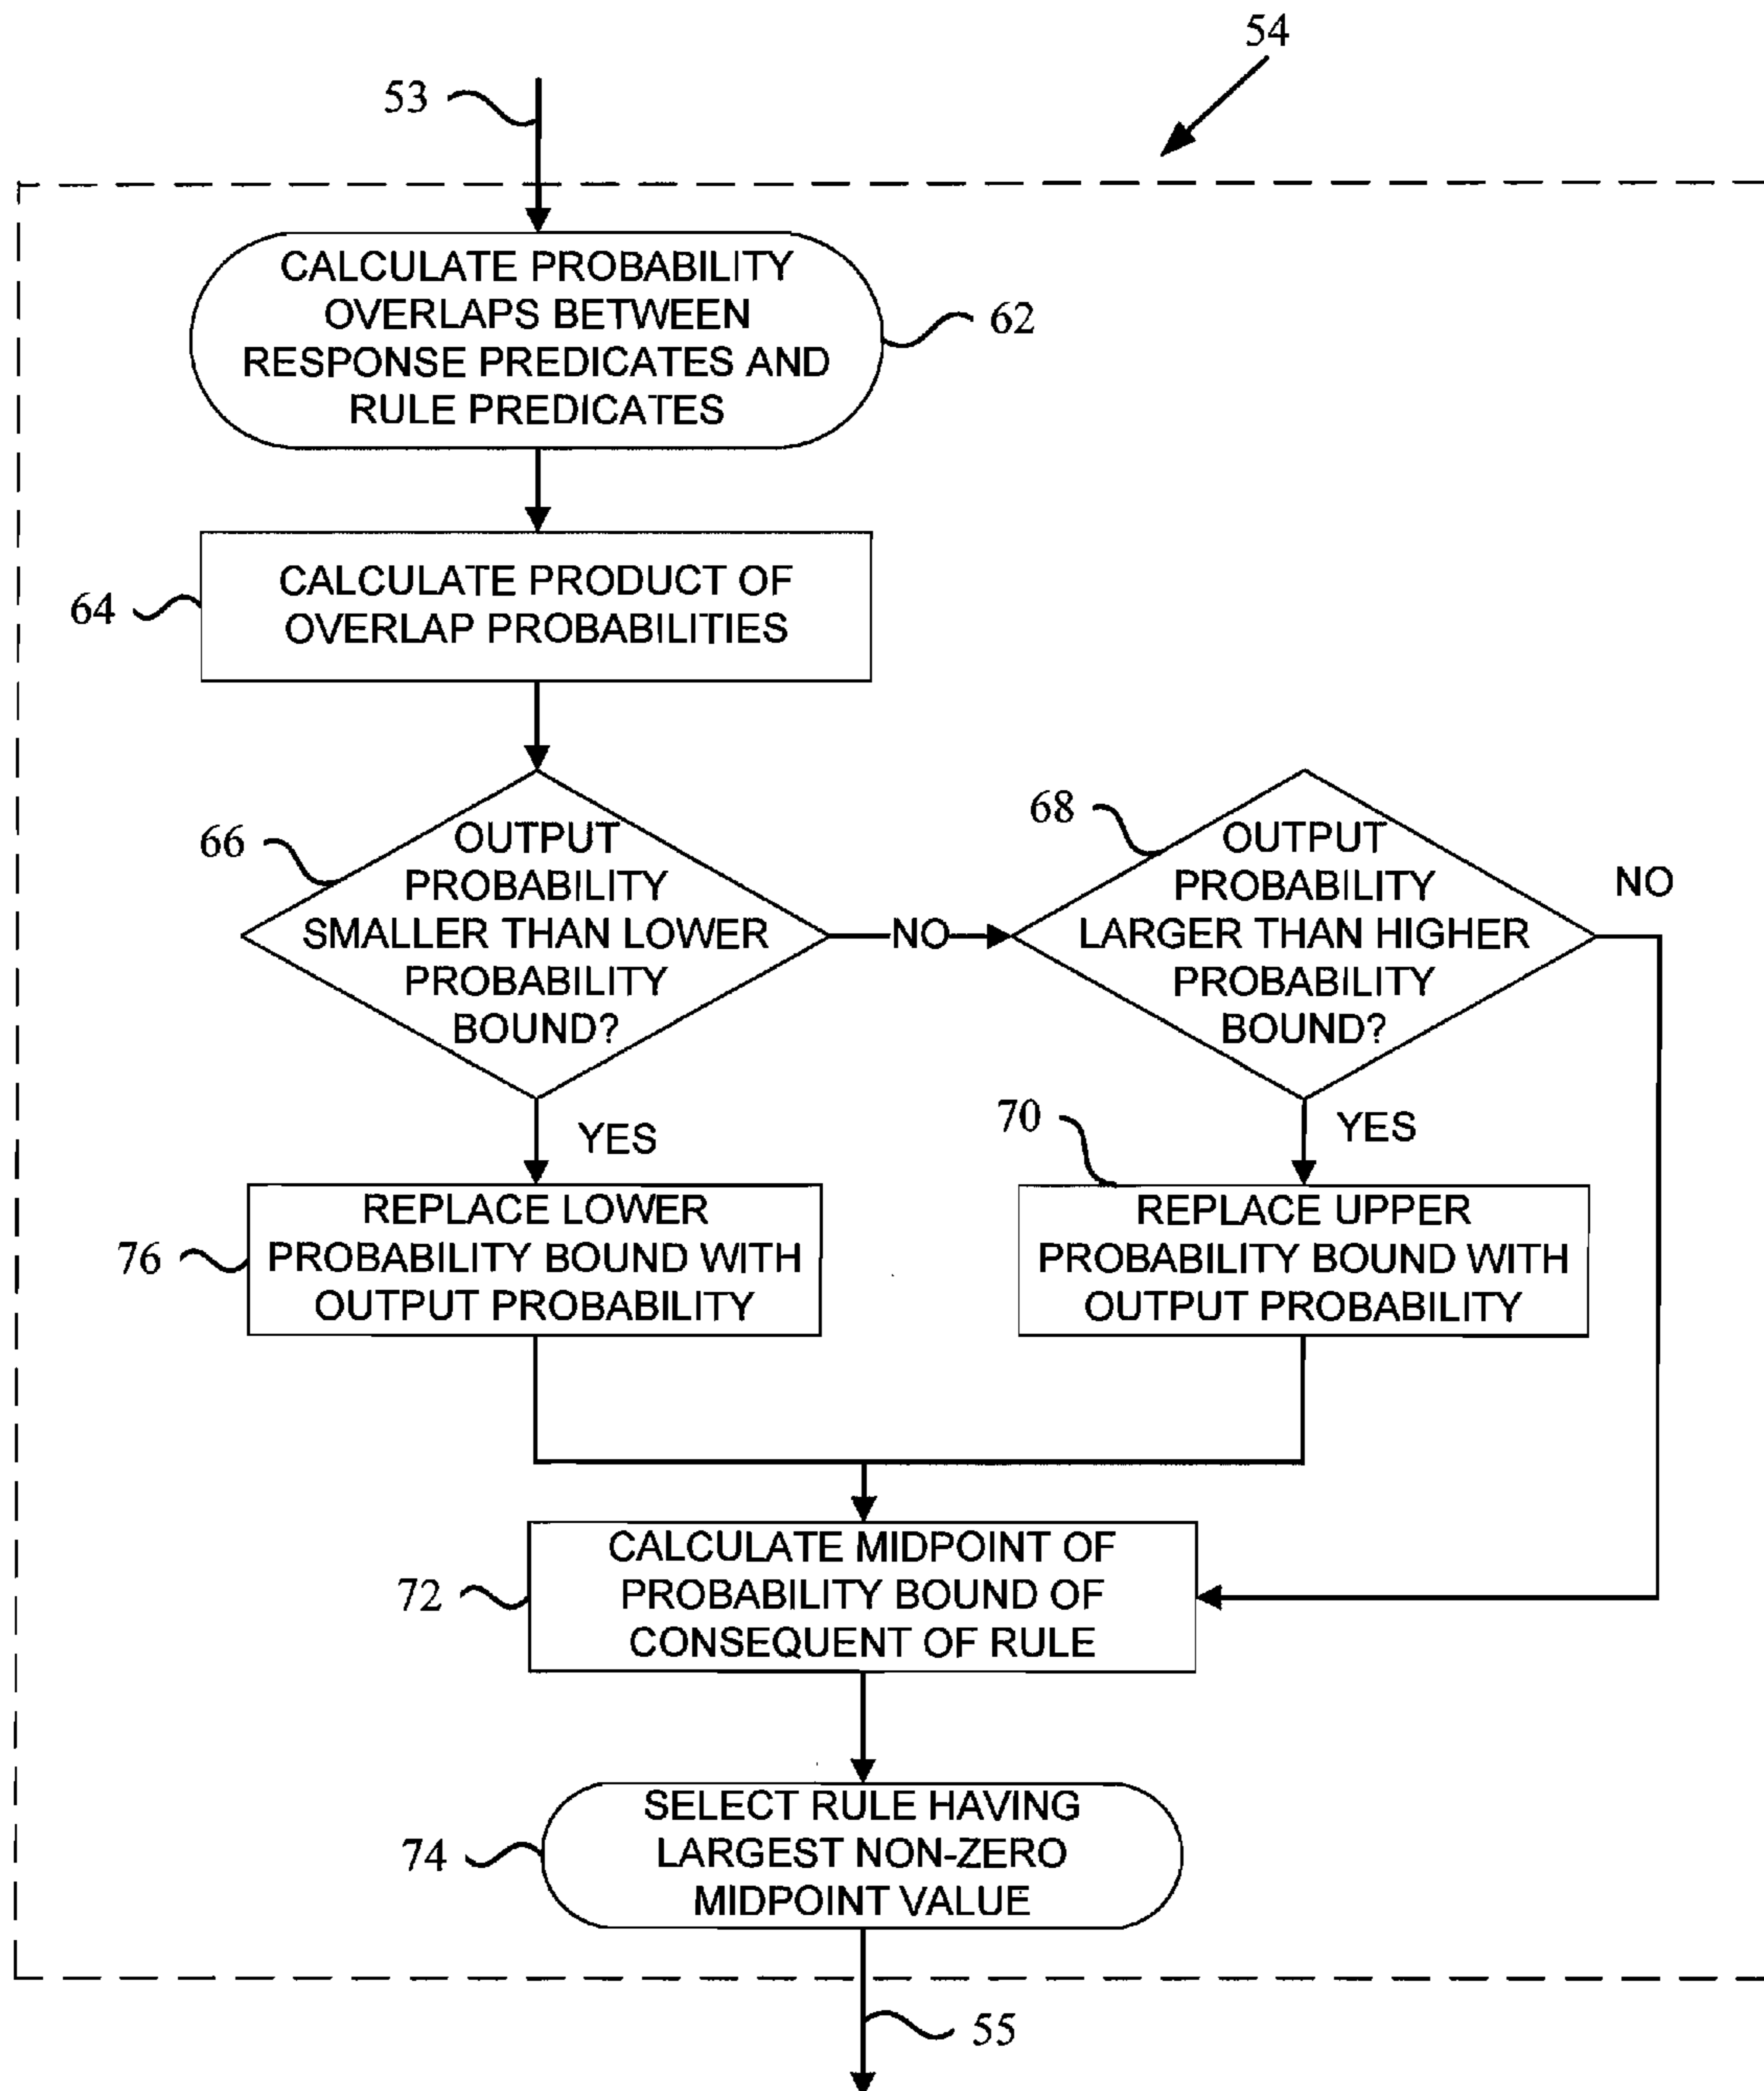 54
53
CALCULATE PROBABILITY
OVERLAPS BETWEEN
RESPONSE PREDICATES AND
RULE PREDICATES
62
CALCULATE PRODUCT OF
OVERLAP PROBABILITIES
64
66
OUTPUT
PROBABILITY
SMALLER THAN LOWER
PROBABILITY
BOUND?
NO
68
OUTPUT
PROBABILITY
LARGER THAN HIGHER
PROBABILITY
BOUND?
NO
YES
70
YES
76
REPLACE LOWER
PROBABILITY BOUND WITH
OUTPUT PROBABILITY
REPLACE UPPER
PROBABILITY BOUND WITH
OUTPUT PROBABILITY
72
CALCULATE MIDPOINT OF
PROBABILITY BOUND OF
CONSEQUENT OF RULE
74
SELECT RULE HAVING
LARGEST NON-ZERO
MIDPOINT VALUE
55